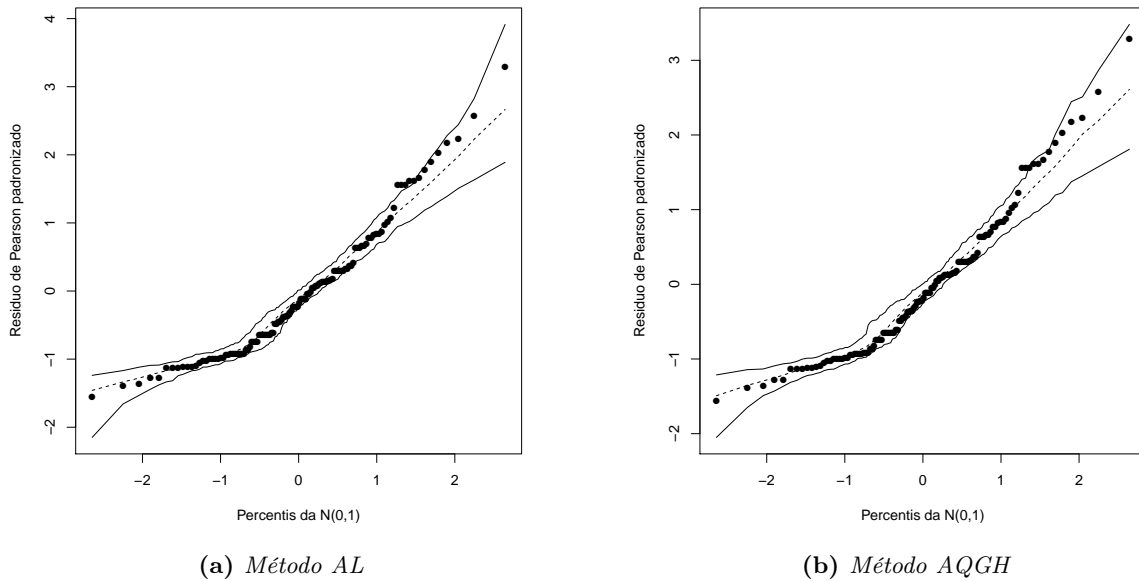 4
3
2
1
0
−1
−2
Resíduo de Pearson padronizado
−2 −1 0 1 2
Percentis da N(0,1)
(a) Método AL
3
2
1
0
−1
−2
Resíduo de Pearson padronizado
−2 −1 0 1 2
Percentis da N(0,1)
(b) Método AQGH